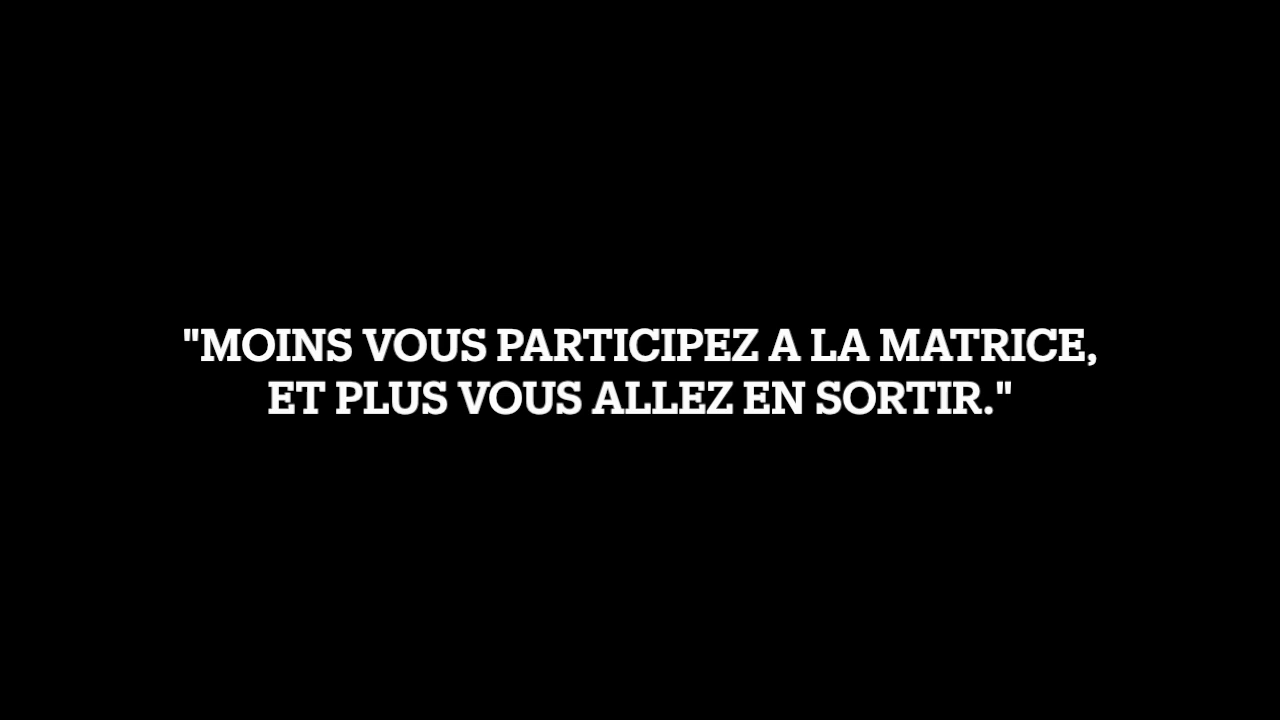 "MOINS VOUS PARTICIPEZ A LA MATRICE,
ET PLUS VOUS ALLEZ EN SORTIR."